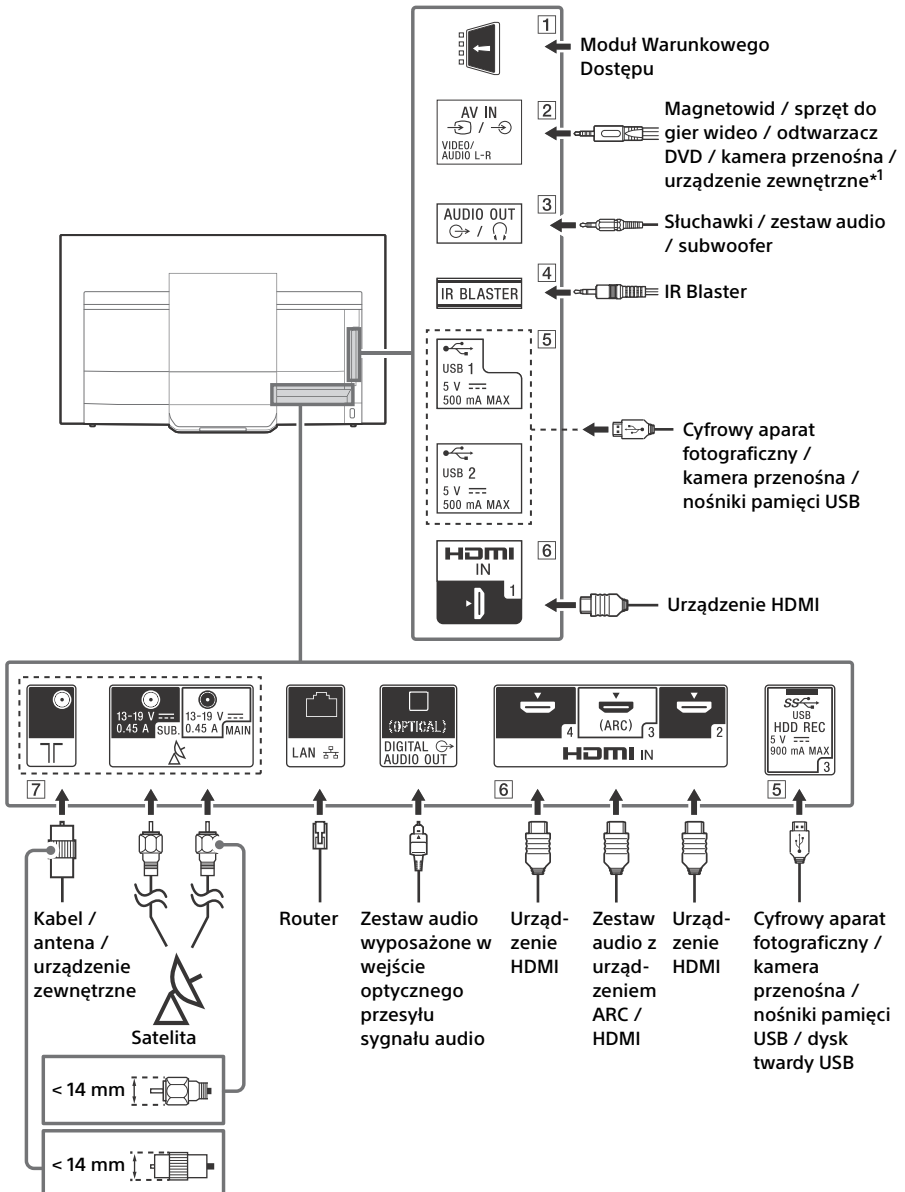 1
Moduł Warunkowego
Dostępu
AV IN
/
VIDEO/
AUDIO L-R
2
Magnetowid / sprzęt do
gier wideo / odtwarzacz
DVD / kamera przenośna /
urządzenie zewnętrzne*1
AUDIO OUT
/
3
Słuchawki / zestaw audio
/ subwoofer
IR BLASTER
4
IR Blaster
5
USB 1
5 V
500 mA MAX
USB 2
5 V
500 mA MAX
Cyfrowy aparat
fotograficzny /
kamera przenośna /
nośniki pamięci USB
HDMI
IN
1
6
Urządzenie HDMI
13-19 V
0.45 A
SUB.
13-19 V
0.45 A
MAIN
LAN
(OPTICAL)
DIGITAL
AUDIO OUT
4
(ARC)
3
2
HDMI IN
SS
USB
HDD REC
5 V
900 mA MAX
3
7
6
5
Kabel /
antena /
urządzenie
zewnętrzne
Satelita
Router
Zestaw audio
wyposażone w
wejście
optycznego
przesyłu
sygnału audio
Urząd-
zenie
HDMI
Zestaw
audio z
urząd-
zeniem
ARC /
HDMI
Urząd-
zenie
HDMI
Cyfrowy aparat
fotograficzny /
kamera
przenośna /
nośniki pamięci
USB / dysk
twardy USB
< 14 mm
< 14 mm